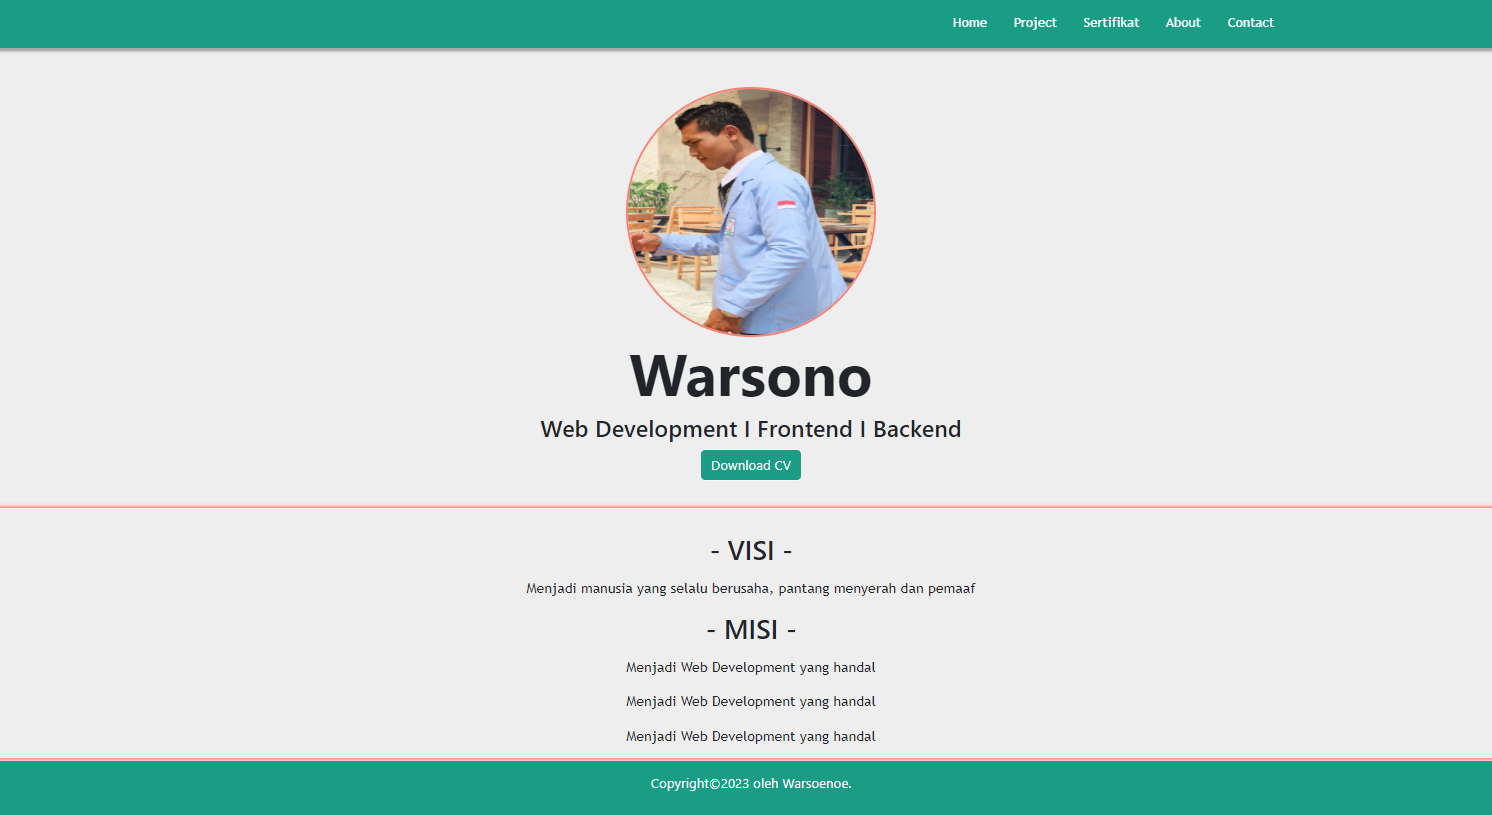 Home Project Sertifikat About Contact
Warsono
Web Development I Frontend I Backend
Download CV
- VISI -
Menjadi manusia yang selalu berusaha, pantang menyerah dan pemaaf
- MISI -
Menjadi Web Development yang handal
Menjadi Web Development yang handal
Menjadi Web Development yang handal
Copyright©2023 oleh Warsoenoe.